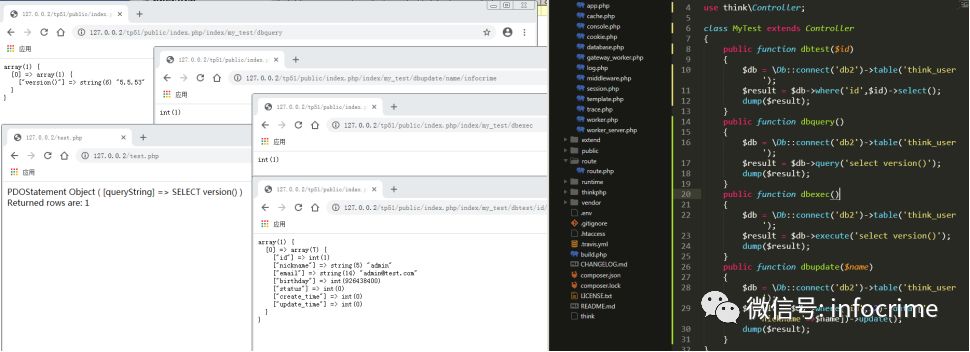 127.0.0.2/tp51/public/index.p
127.0.0.2/tp51/public/index.php/index/my_test/dbquery
应用
array(1) {
[0] => array(1) {
["version()"] => string(6) "5.5.53"
}
}
127.0.0.2/tp51/public/index.p
127.0.0.2/tp51/public/index.php/index/my_test/dbupdate/name/infocrime
应用
int(1)
127.0.0.2/tp51/public/index.p
127.0.0.2/tp51/public/index.php/index/my_test/dbexec
应用
int(1)
127.0.0.2/test.php
127.0.0.2/test.php
应用
PDOStatement Object ( [queryString] => SELECT version() )
Returned rows are: 1
127.0.0.2/tp51/public/index.p
127.0.0.2/tp51/public/index.php/index/my_test/dbtest/id/
应用
array(1) {
[0] => array(7) {
["id"] => int(1)
["nickname"] => string(5) "admin"
["email"] => string(14) "admin@test.com"
["birthday"] => int(926438400)
["status"] => int(0)
["create_time"] => int(0)
["update_time"] => int(0)
}
}
app.php
cache.php
console.php
cookie.php
database.php
gateway_worker.php
log.php
middleware.php
session.php
template.php
trace.php
worker.php
worker_server.php
extend
public
route
route.php
runtime
thinkphp
vendor
.env
.gitignore
.htaccess
.travis.yml
build.php
CHANGELOG.md
composer.json
composer.lock
LICENSE.txt
README.md
think
4 use think\Controller;
5
6 class MyTest extends Controller
7 {
8 public function dbtest($id)
9 {
10 $db = \Db::connect('db2')->table('think_user
');
11 $result = $db->where('id',$id)->select();
12 dump($result);
13 }
14 public function dbquery()
15 {
16 $db = \Db::connect('db2')->table('think_user
');
17 $result = $db->query('select version()');
18 dump($result);
19 }
20 public function dbexec()
21 {
22 $db = \Db::connect('db2')->table('think_user
');
23 $result = $db->execute('select version()');
24 dump($result);
25 }
26 public function dbupdate($name)
27 {
28 $db = \Db::connect('db2')->table('think_user
$name])->update();
30 dump($result);
31 }
32 }
微信号: infocrime